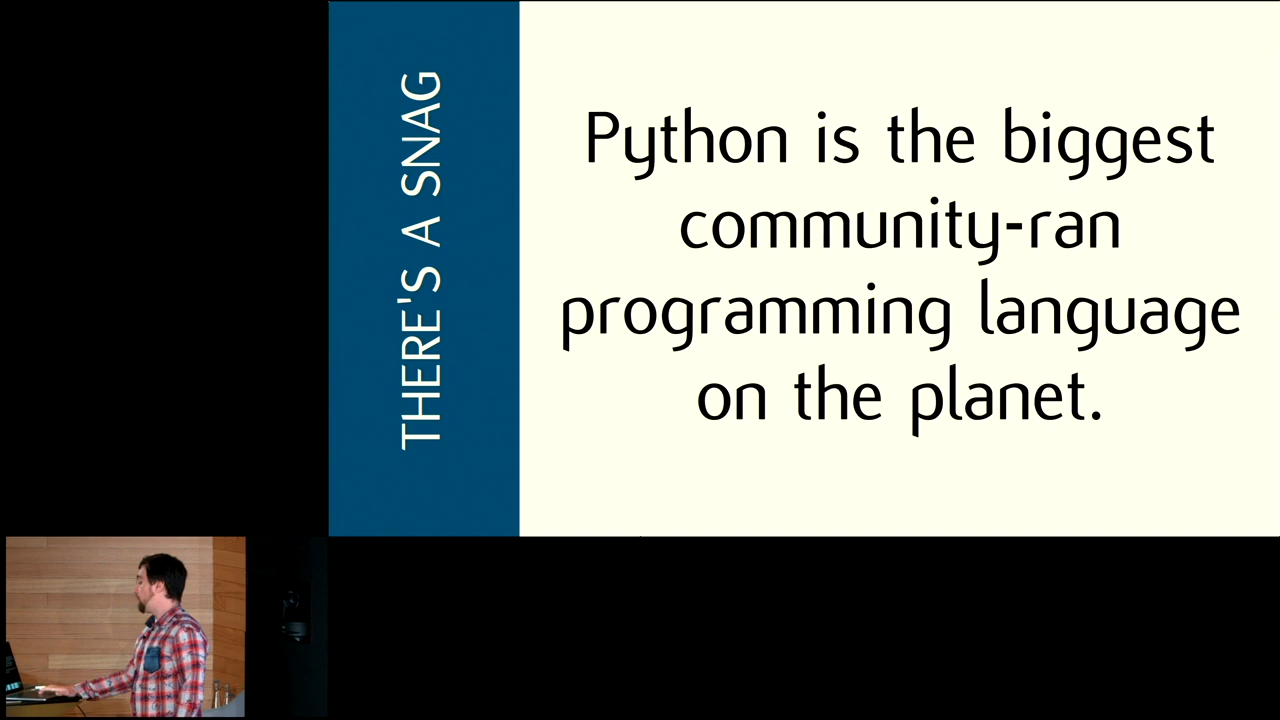 THERE'S A SNAG
Python is the biggest
community-ran
programming language
on the planet.